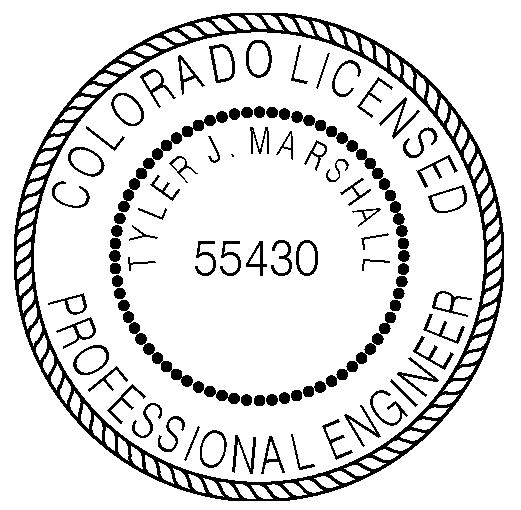 COLORADO LICENSED
TYLER J. MARSHALL
55430
PROFESSIONAL ENGINEER